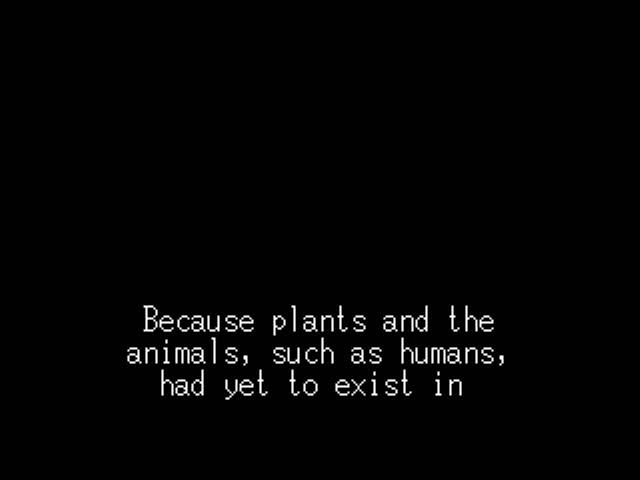 Because plants and the
animals, such as humans,
had yet to exist in